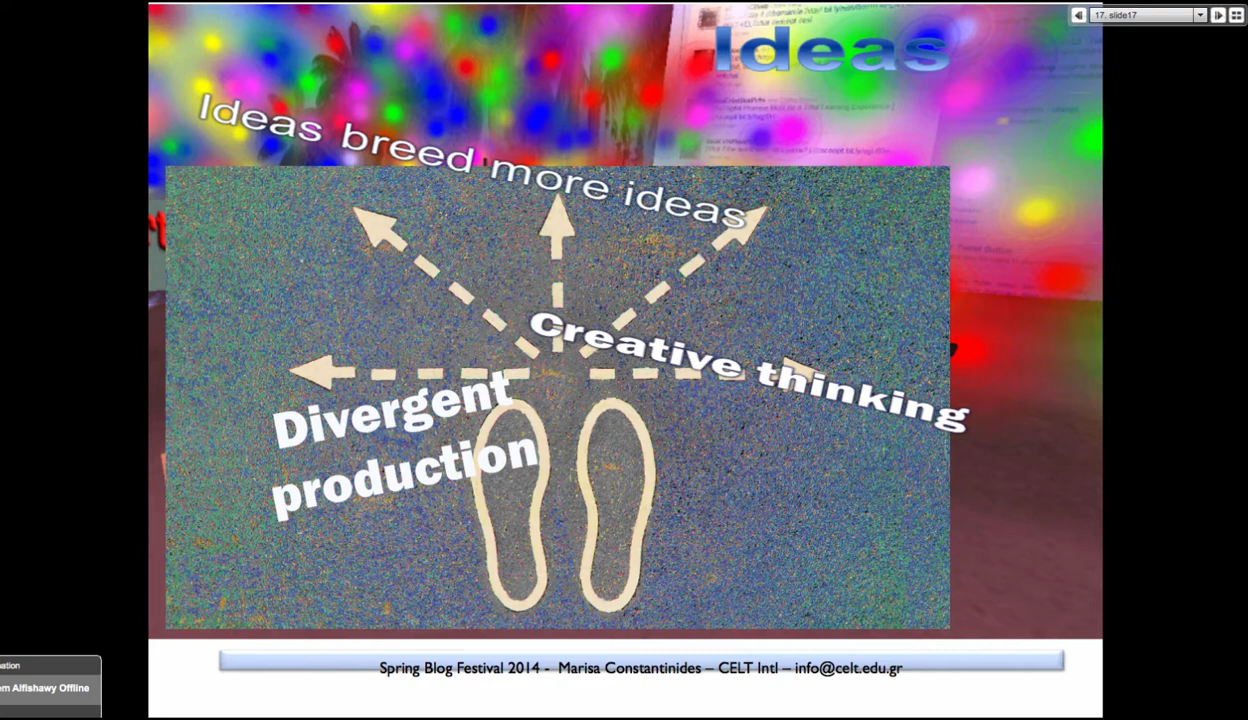 17. slide17
Ideas
Ideas breed more ideas
Creative thinking
Divergent
production
Spring Blog Festival 2014 - Marisa Constantinides – CELT Intl – info@celt.edu.gr
Alfishawy Offline